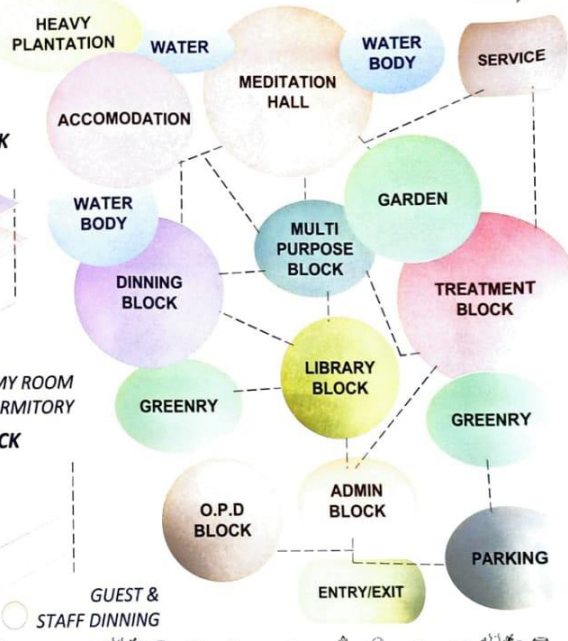 HEAVY
PLANTATION
WATER
WATER
BODY
SERVICE
MEDITATION
HALL
ACCOMODATION
K
WATER
BODY
GARDEN
MULTI
PURPOSE
BLOCK
DINNING
BLOCK
TREATMENT
BLOCK
LIBRARY
BLOCK
MY ROOM
RMITORY
GREENRY
GREENRY
CK
O.P.D
BLOCK
ADMIN
BLOCK
PARKING
ENTRY/EXIT
GUEST &
STAFF DINNING